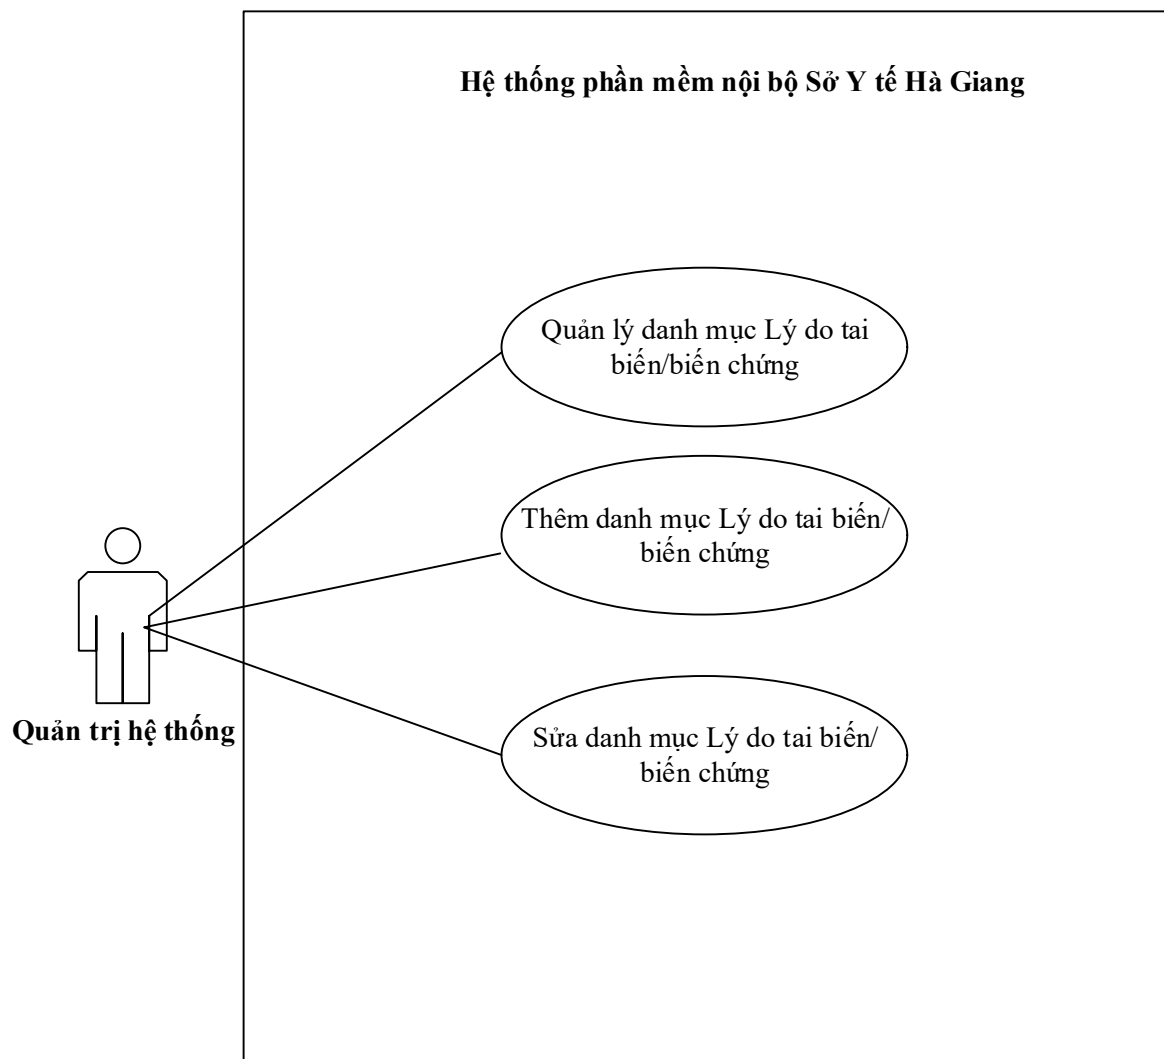 Hệ thống phần mềm nội bộ Sở Y tế Hà Giang
Quản lý danh mục Lý do tai
biến/biến chứng
Thêm danh mục Lý do tai biến/
biến chứng
Quản trị hệ thống
Sửa danh mục Lý do tai biến/
biến chứng